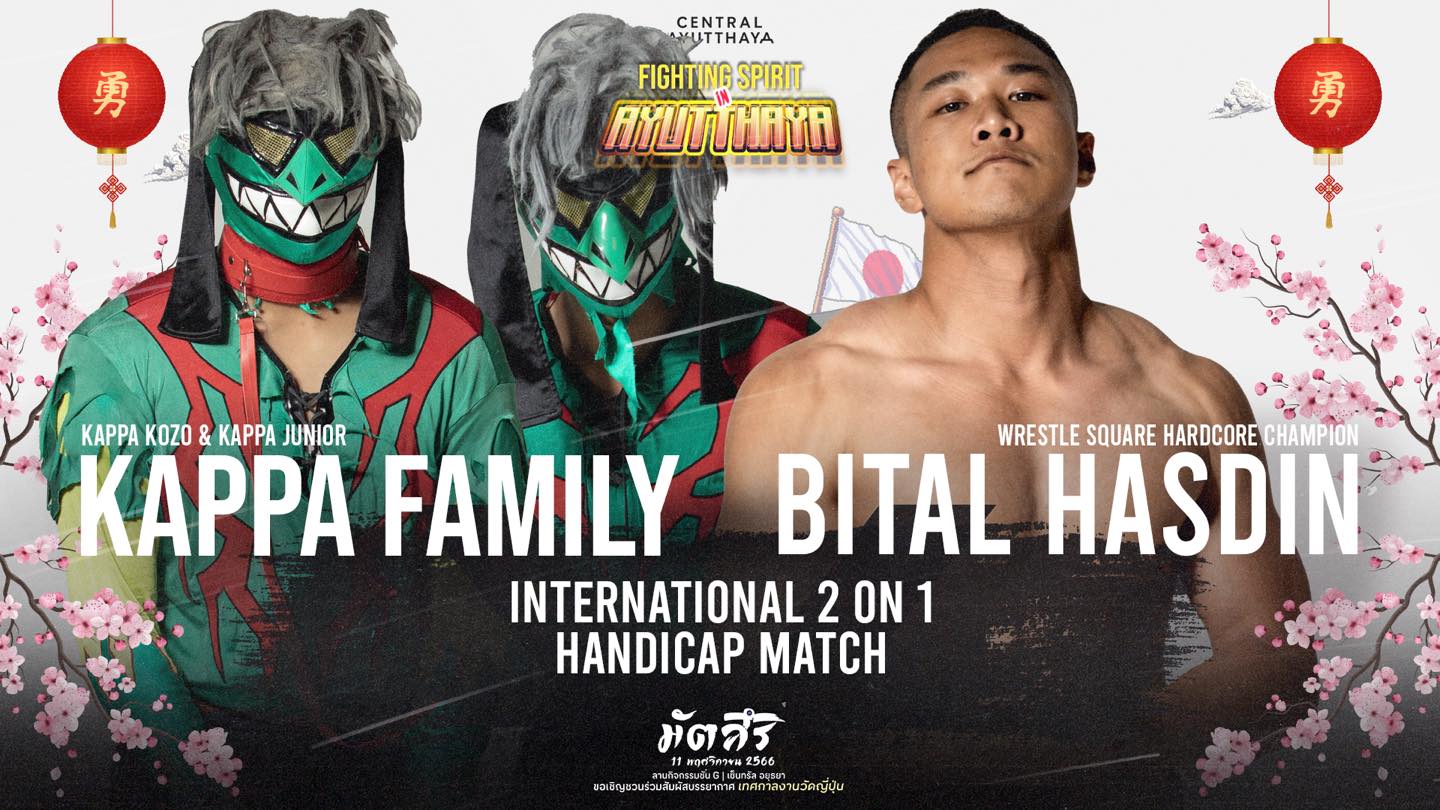 CENTRAL
AYUTTHAYA
FIGHTING SPIRIT
IN
AYUTTHAYA
勇
勇
KAPPA KOZO & KAPPA JUNIOR
KAPPA FAMILY
WRESTLE SQUARE HARDCORE CHAMPION
BITAL HASDIN
INTERNATIONAL 2 ON 1
HANDICAP MATCH
มัตสึริ
11 พฤศจิกายน 2566
ลานกิจกรรมชั้น G | เซ็นทรัล อยุธยา
ขอเชิญชวนร่วมสัมผัสบรรยากาศ เทศกาลงานวัดญี่ปุ่น